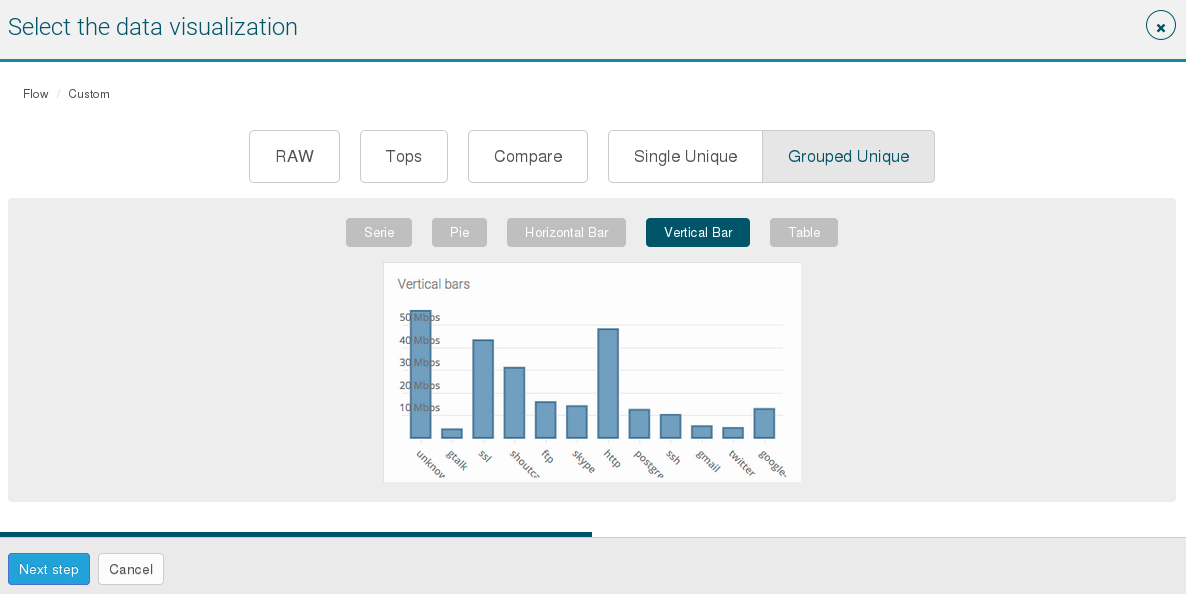 Select the data visualization
Flow / Custom
RAW Tops Compare Single Unique Grouped Unique
Serie Pie Horizontal Bar Vertical Bar Table
Vertical bars
50 Mbps
40 Mbps
30 Mbps
20 Mbps
10 Mbps
unknow gtalk ssl shoutca ftp skype http postgre ssh gmail twitter google-
Next step Cancel